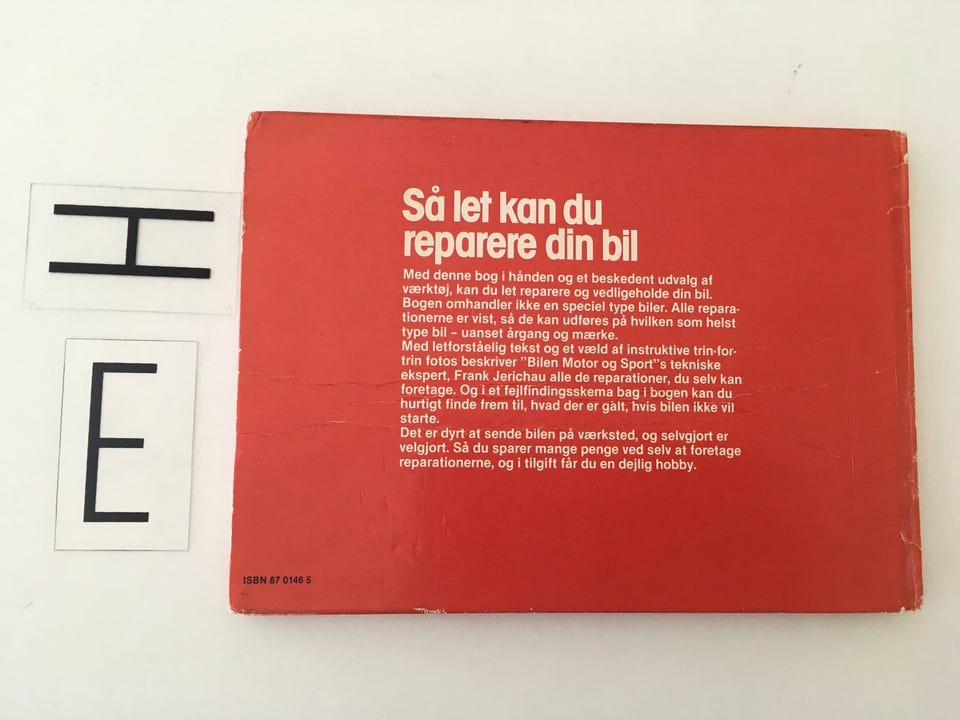 H
E
Så let kan du
reparere din bil
Med denne bog i hånden og et beskedent udvalg af
værktøj, kan du let reparere og vedligeholde din bil.
Bogen omhandler ikke en speciel type biler. Alle repara-
tionerne er vist, så de kan udføres på hvilken som helst
type bil – uanset årgang og mærke.
Med letforståelig tekst og et væld af instruktive trin-for-
trin fotos beskriver ”Bilen Motor og Sport”s tekniske
ekspert, Frank Jerichau alle de reparationer, du selv kan
foretage. Og i et fejlfindingsskema bag i bogen kan du
hurtigt finde frem til, hvad der er galt, hvis bilen ikke vil
starte.
Det er dyrt at sende bilen på værksted, og selvgjort er
velgjort. Så du sparer mange penge ved selv at foretage
reparationerne, og i tilgift får du en dejlig hobby.
ISBN 87 0146 5